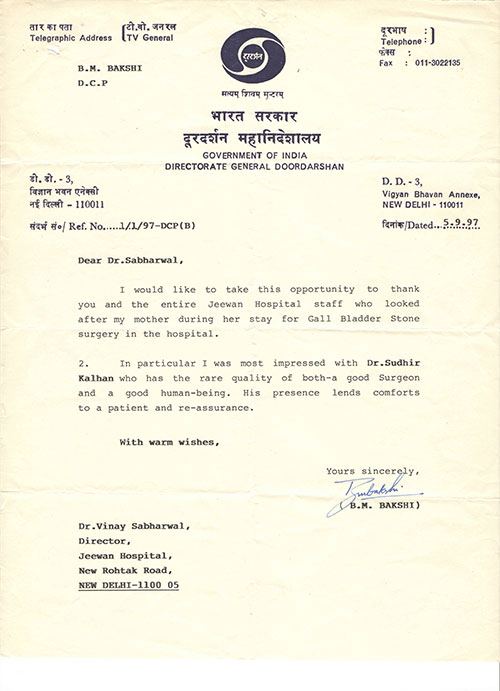 तार का पता
Telegraphic Address
टी. वी. जनरल
TV General
दूरभाष :
Telephone :
फेक्स :
Fax : 011-3022135
B.M. BAKSHI
D.C.P
दूरदर्शन
सत्यम् शिवम् सुन्दरम्
भारत सरकार
दूरदर्शन महानिदेशालय
GOVERNMENT OF INDIA
DIRECTORATE GENERAL DOORDARSHAN
डी. डी. - 3,
विज्ञान भवन एनेक्सी
नई दिल्ली - 110011
D. D. - 3,
Vigyan Bhavan Annexe,
NEW DELHI - 110011
संदर्भ सं०/ Ref. No.....1/1/97-DCP(B)
दिनांक/Dated..5-9-97........
Dear Dr.Sabharwal,
I would like to take this opportunity to thank
you and the entire Jeewan Hospital staff who looked
after my mother during her stay for Gall Bladder Stone
surgery in the hospital.
2. In particular I was most impressed with Dr.Sudhir
Kalhan who has the rare quality of both-a good Surgeon
and a good human-being. His presence lends comforts
to a patient and re-assurance.
With warm wishes,
Yours sincerely,
Bmbakshi
(B.M. BAKSHI)
Dr.Vinay Sabharwal,
Director,
Jeewan Hospital,
New Rohtak Road,
NEW DELHI-1100 05